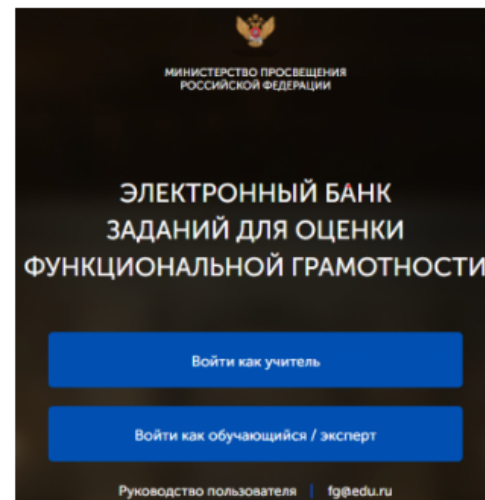 МИНИСТЕРСТВО ПРОСВЕЩЕНИЯ
РОССИЙСКОЙ ФЕДЕРАЦИИ
ЭЛЕКТРОННЫЙ БАНК
ЗАДАНИЙ ДЛЯ ОЦЕНКИ
ФУНКЦИОНАЛЬНОЙ ГРАМОТНОСТИ
Войти как учитель
Войти как обучающийся / эксперт
Руководство пользователя | fg@edu.ru